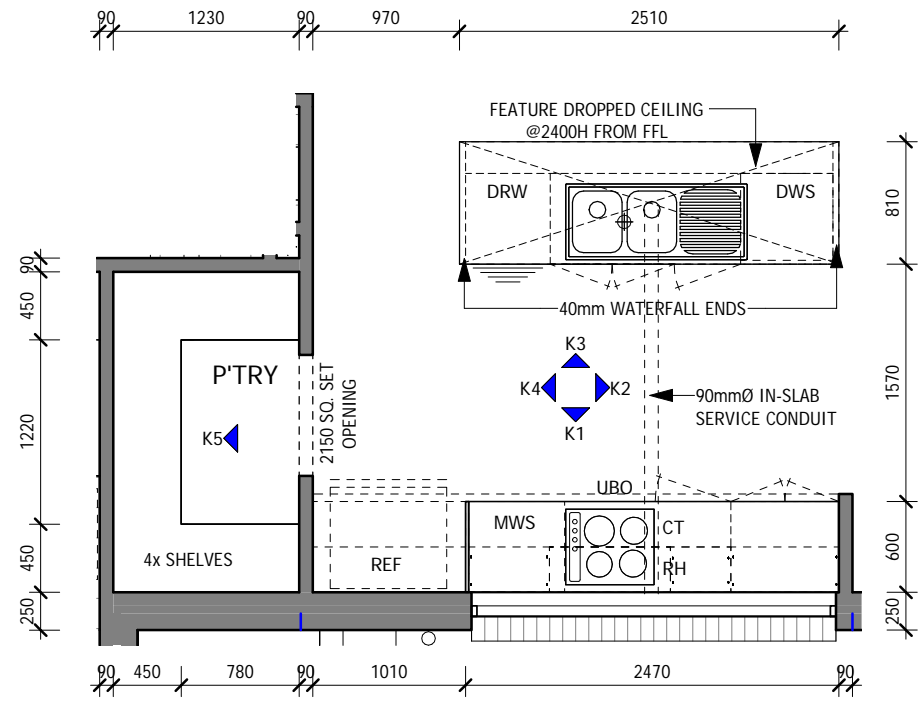 90 1230 90 970 2510
FEATURE DROPPED CEILING
@2400H FROM FFL
DRW
DWS
810
90
450
40mm WATERFALL ENDS
P'TRY
K3
K4
K2
K1
K5
2150 SQ. SET
OPENING
90mmØ IN-SLAB
SERVICE CONDUIT
1220
1570
UBO
MWS
CT
4x SHELVES
REF
RH
450
600
250
250
90 450 780 90 1010 2470 90